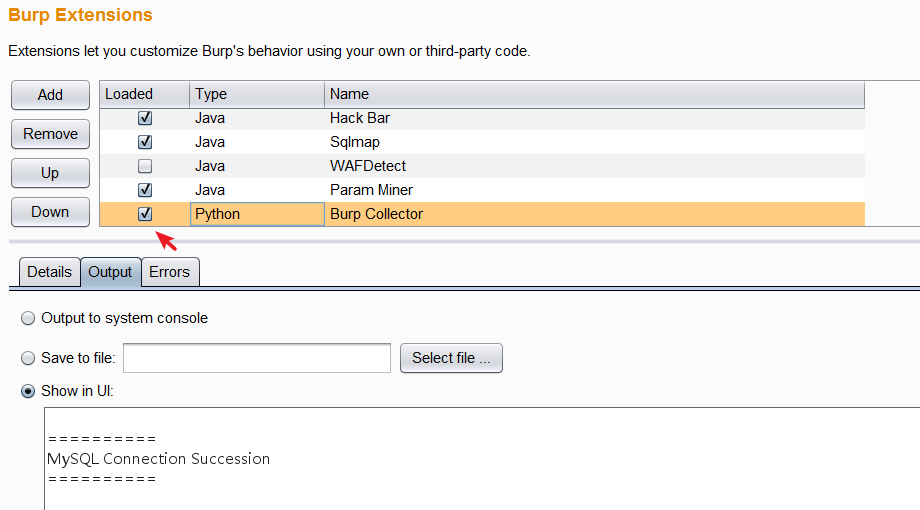 Burp Extensions
Extensions let you customize Burp's behavior using your own or third-party code.
Add
Remove
Up
Down
Loaded Type Name
Java Hack Bar
Java Sqlmap
Java WAFDetect
Java Param Miner
Python Burp Collector
Details Output Errors
Output to system console
Save to file: Select file ...
Show in UI:
==========
MySQL Connection Succession
==========